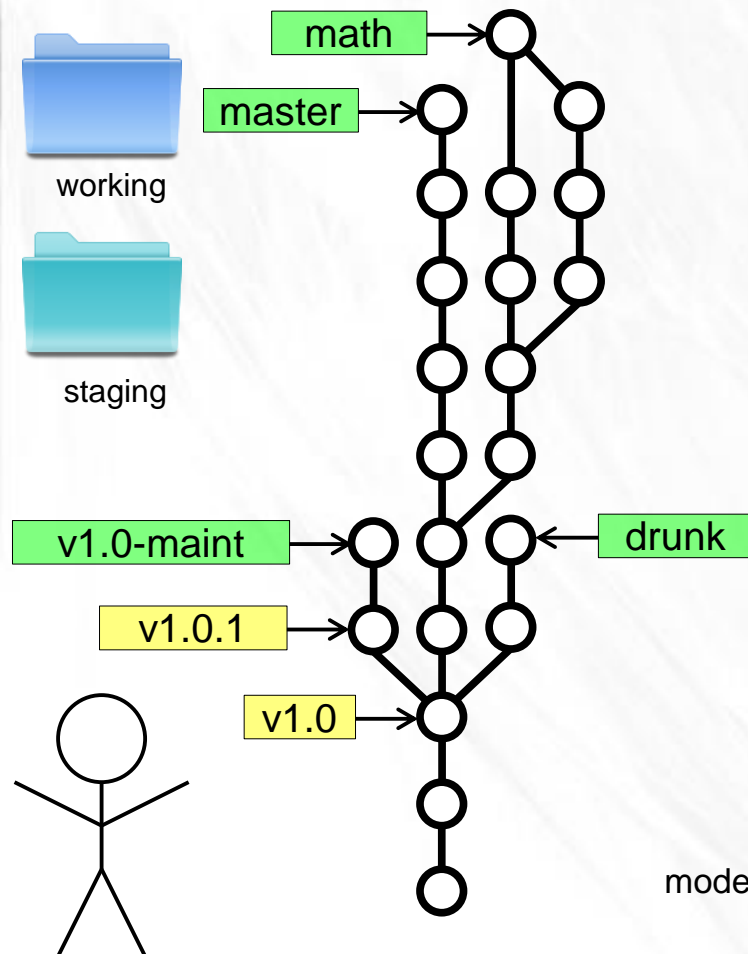 math
master
working
staging
v1.0-maint
drunk
v1.0.1
v1.0
mode